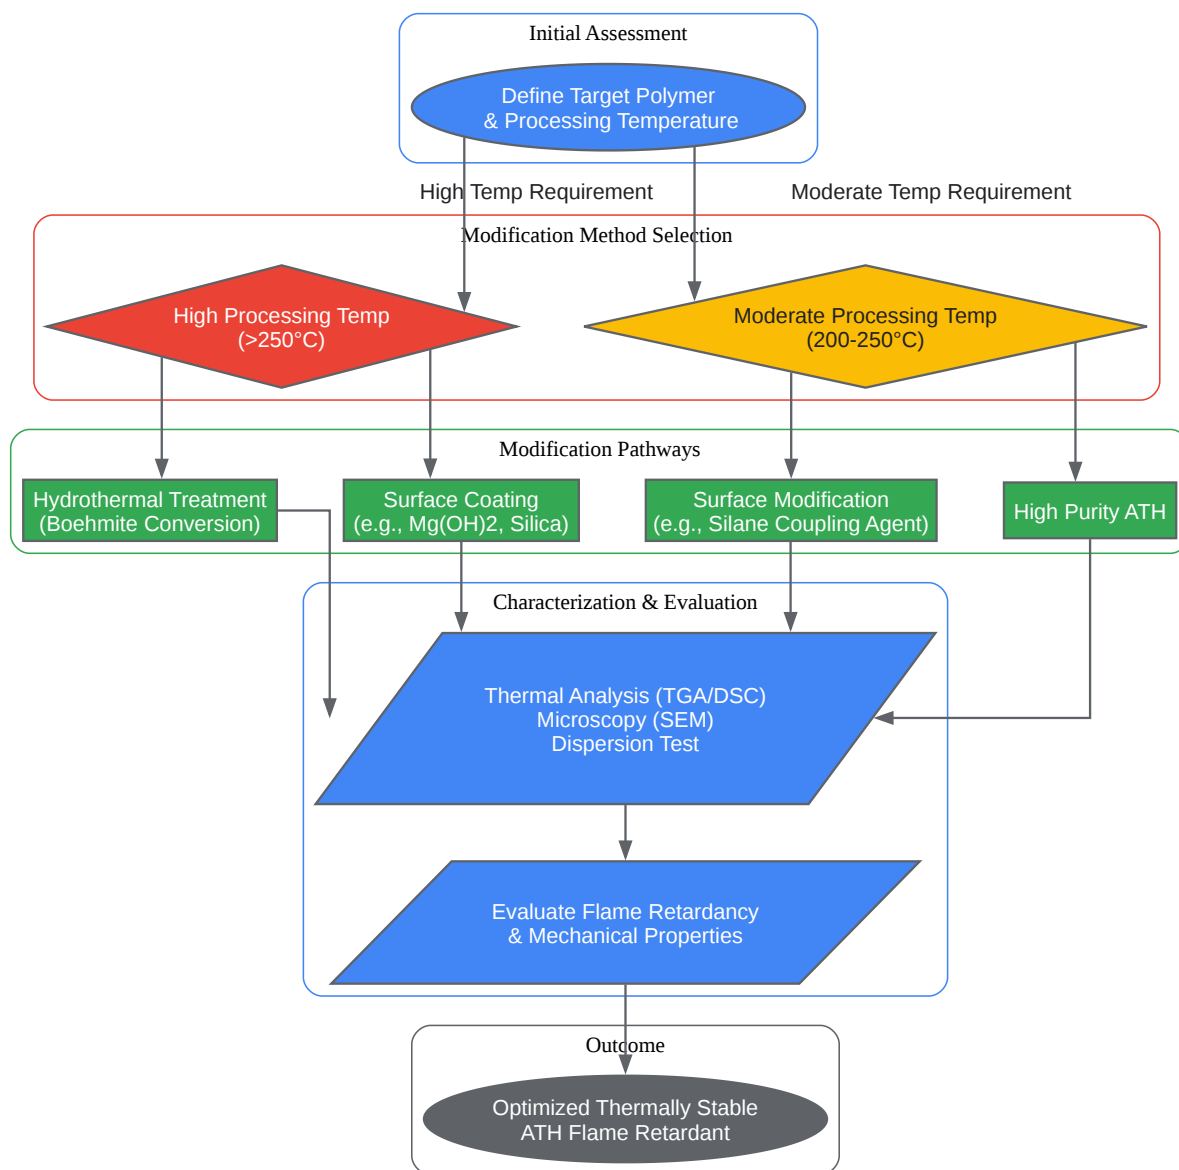 Initial Assessment
Define Target Polymer
& Processing Temperature
High Temp Requirement
Moderate Temp Requirement
Modification Method Selection
High Processing Temp
(>250°C)
Moderate Processing Temp
(200-250°C)
Modification Pathways
Hydrothermal Treatment
(Boehmite Conversion)
Surface Coating
(e.g., Mg(OH)2, Silica)
Surface Modification
(e.g., Silane Coupling Agent)
High Purity ATH
Characterization & Evaluation
Thermal Analysis (TGA/DSC)
Microscopy (SEM)
Dispersion Test
Evaluate Flame Retardancy
& Mechanical Properties
Outcome
Optimized Thermally Stable
ATH Flame Retardant